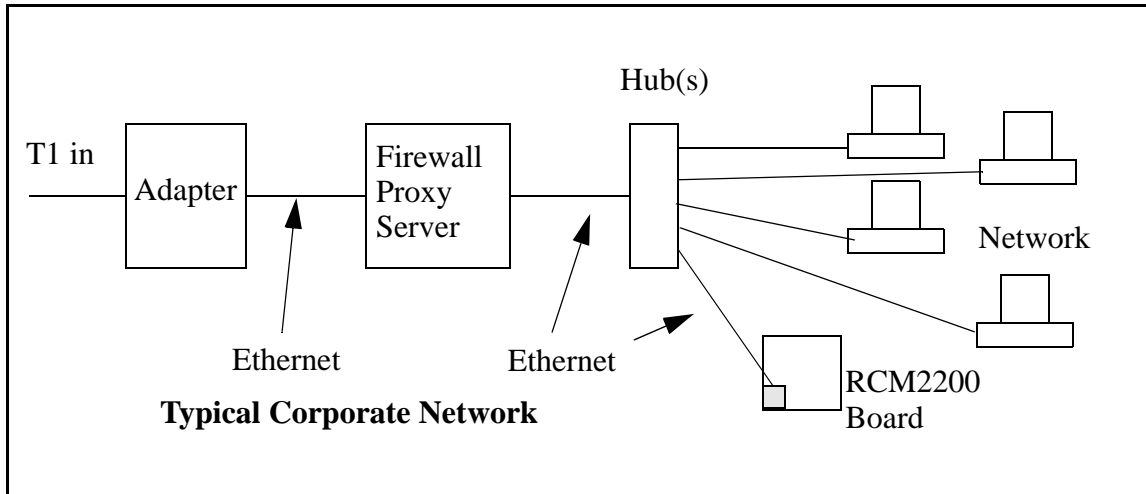 Hub(s)
T1 in
Adapter
Firewall
Proxy
Server
Network
Ethernet
Ethernet
RCM2200
Board
Typical Corporate Network